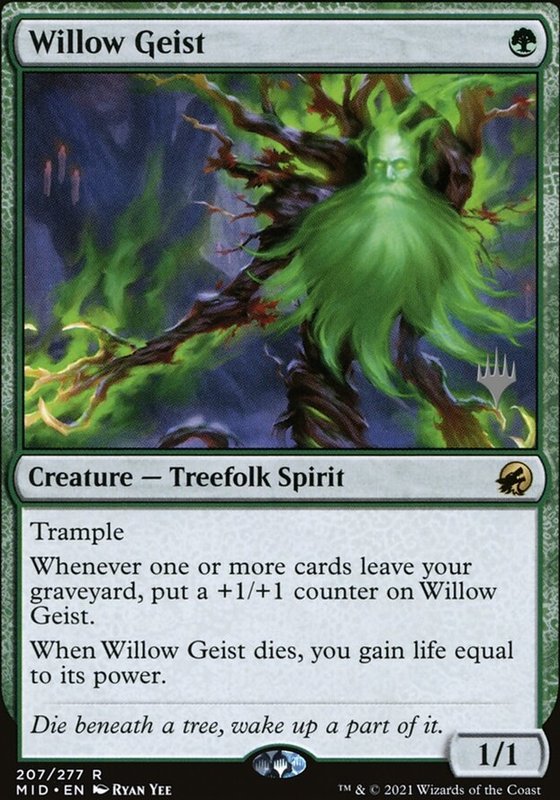 Willow Geist
Creature — Treefolk Spirit
Trample
Whenever one or more cards leave your
graveyard, put a +1/+1 counter on Willow
Geist.
When Willow Geist dies, you gain life equal
to its power.
Die beneath a tree, wake up a part of it.
1/1
207/277 R
MID • EN Ryan Yee
™ & © 2021 Wizards of the Coast